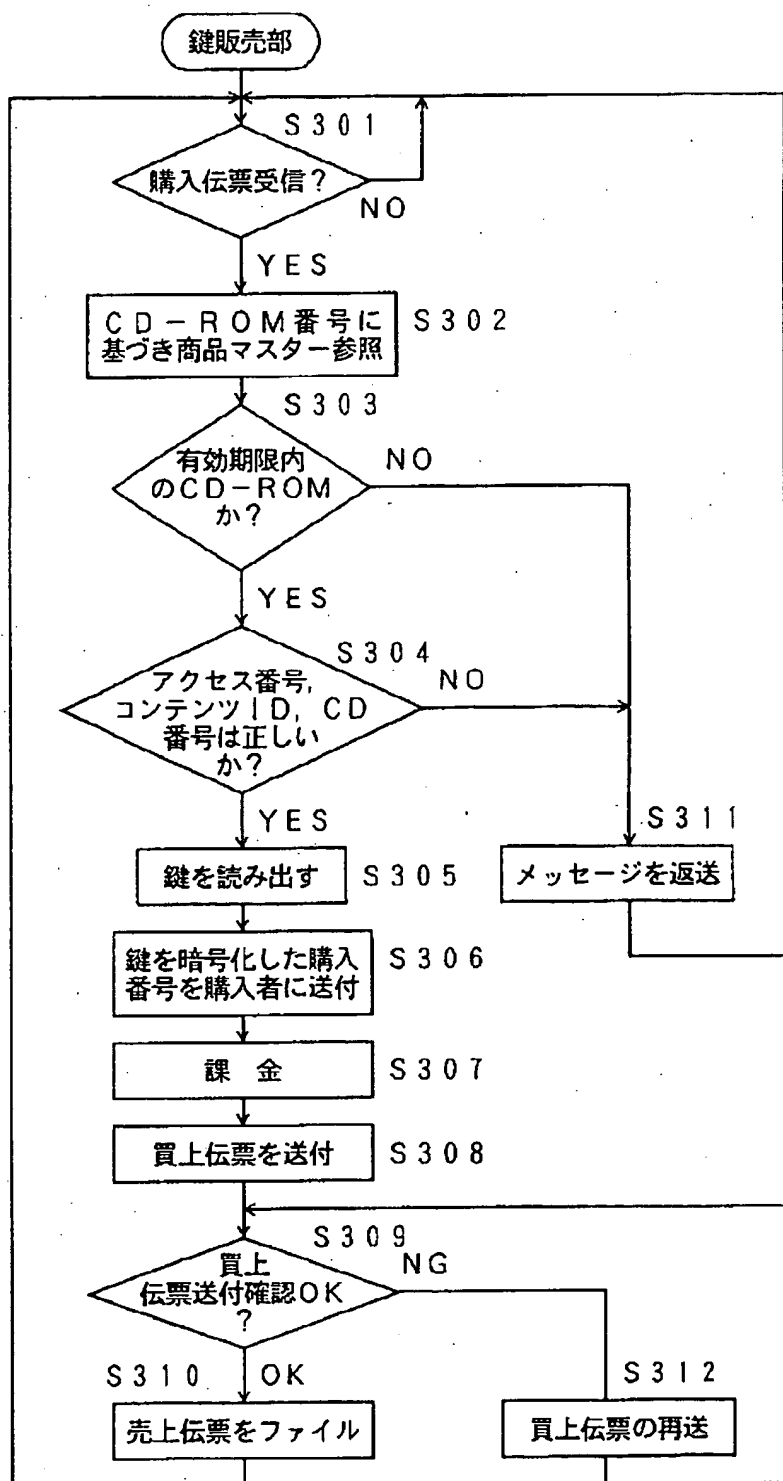 鍵販売部
S301
購入伝票受信?
NO
YES
CD-ROM番号に
基づき商品マスター参照
S302
S303
有効期限内
のCD-ROM
か?
NO
YES
S304
アクセス番号,
コンテンツID, CD
番号は正しい
か?
NO
YES
S311
鍵を読み出す
S305
メッセージを返送
鍵を暗号化した購入
番号を購入者に送付
S306
課 金
S307
買上伝票を送付
S308
S309
買上
伝票送付確認OK
?
NG
S310
OK
S312
売上伝票をファイル
買上伝票の再送